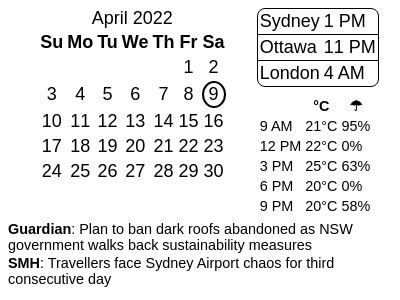 April 2022
Su Mo Tu We Th Fr Sa
1 2
3 4 5 6 7 8 9
10 11 12 13 14 15 16
17 18 19 20 21 22 23
24 25 26 27 28 29 30
Sydney 1 PM
Ottawa 11 PM
London 4 AM
°C ☂
9 AM 21°C 95%
12 PM 22°C 0%
3 PM 25°C 63%
6 PM 20°C 0%
9 PM 20°C 58%
Guardian: Plan to ban dark roofs abandoned as NSW
government walks back sustainability measures
SMH: Travellers face Sydney Airport chaos for third
consecutive day